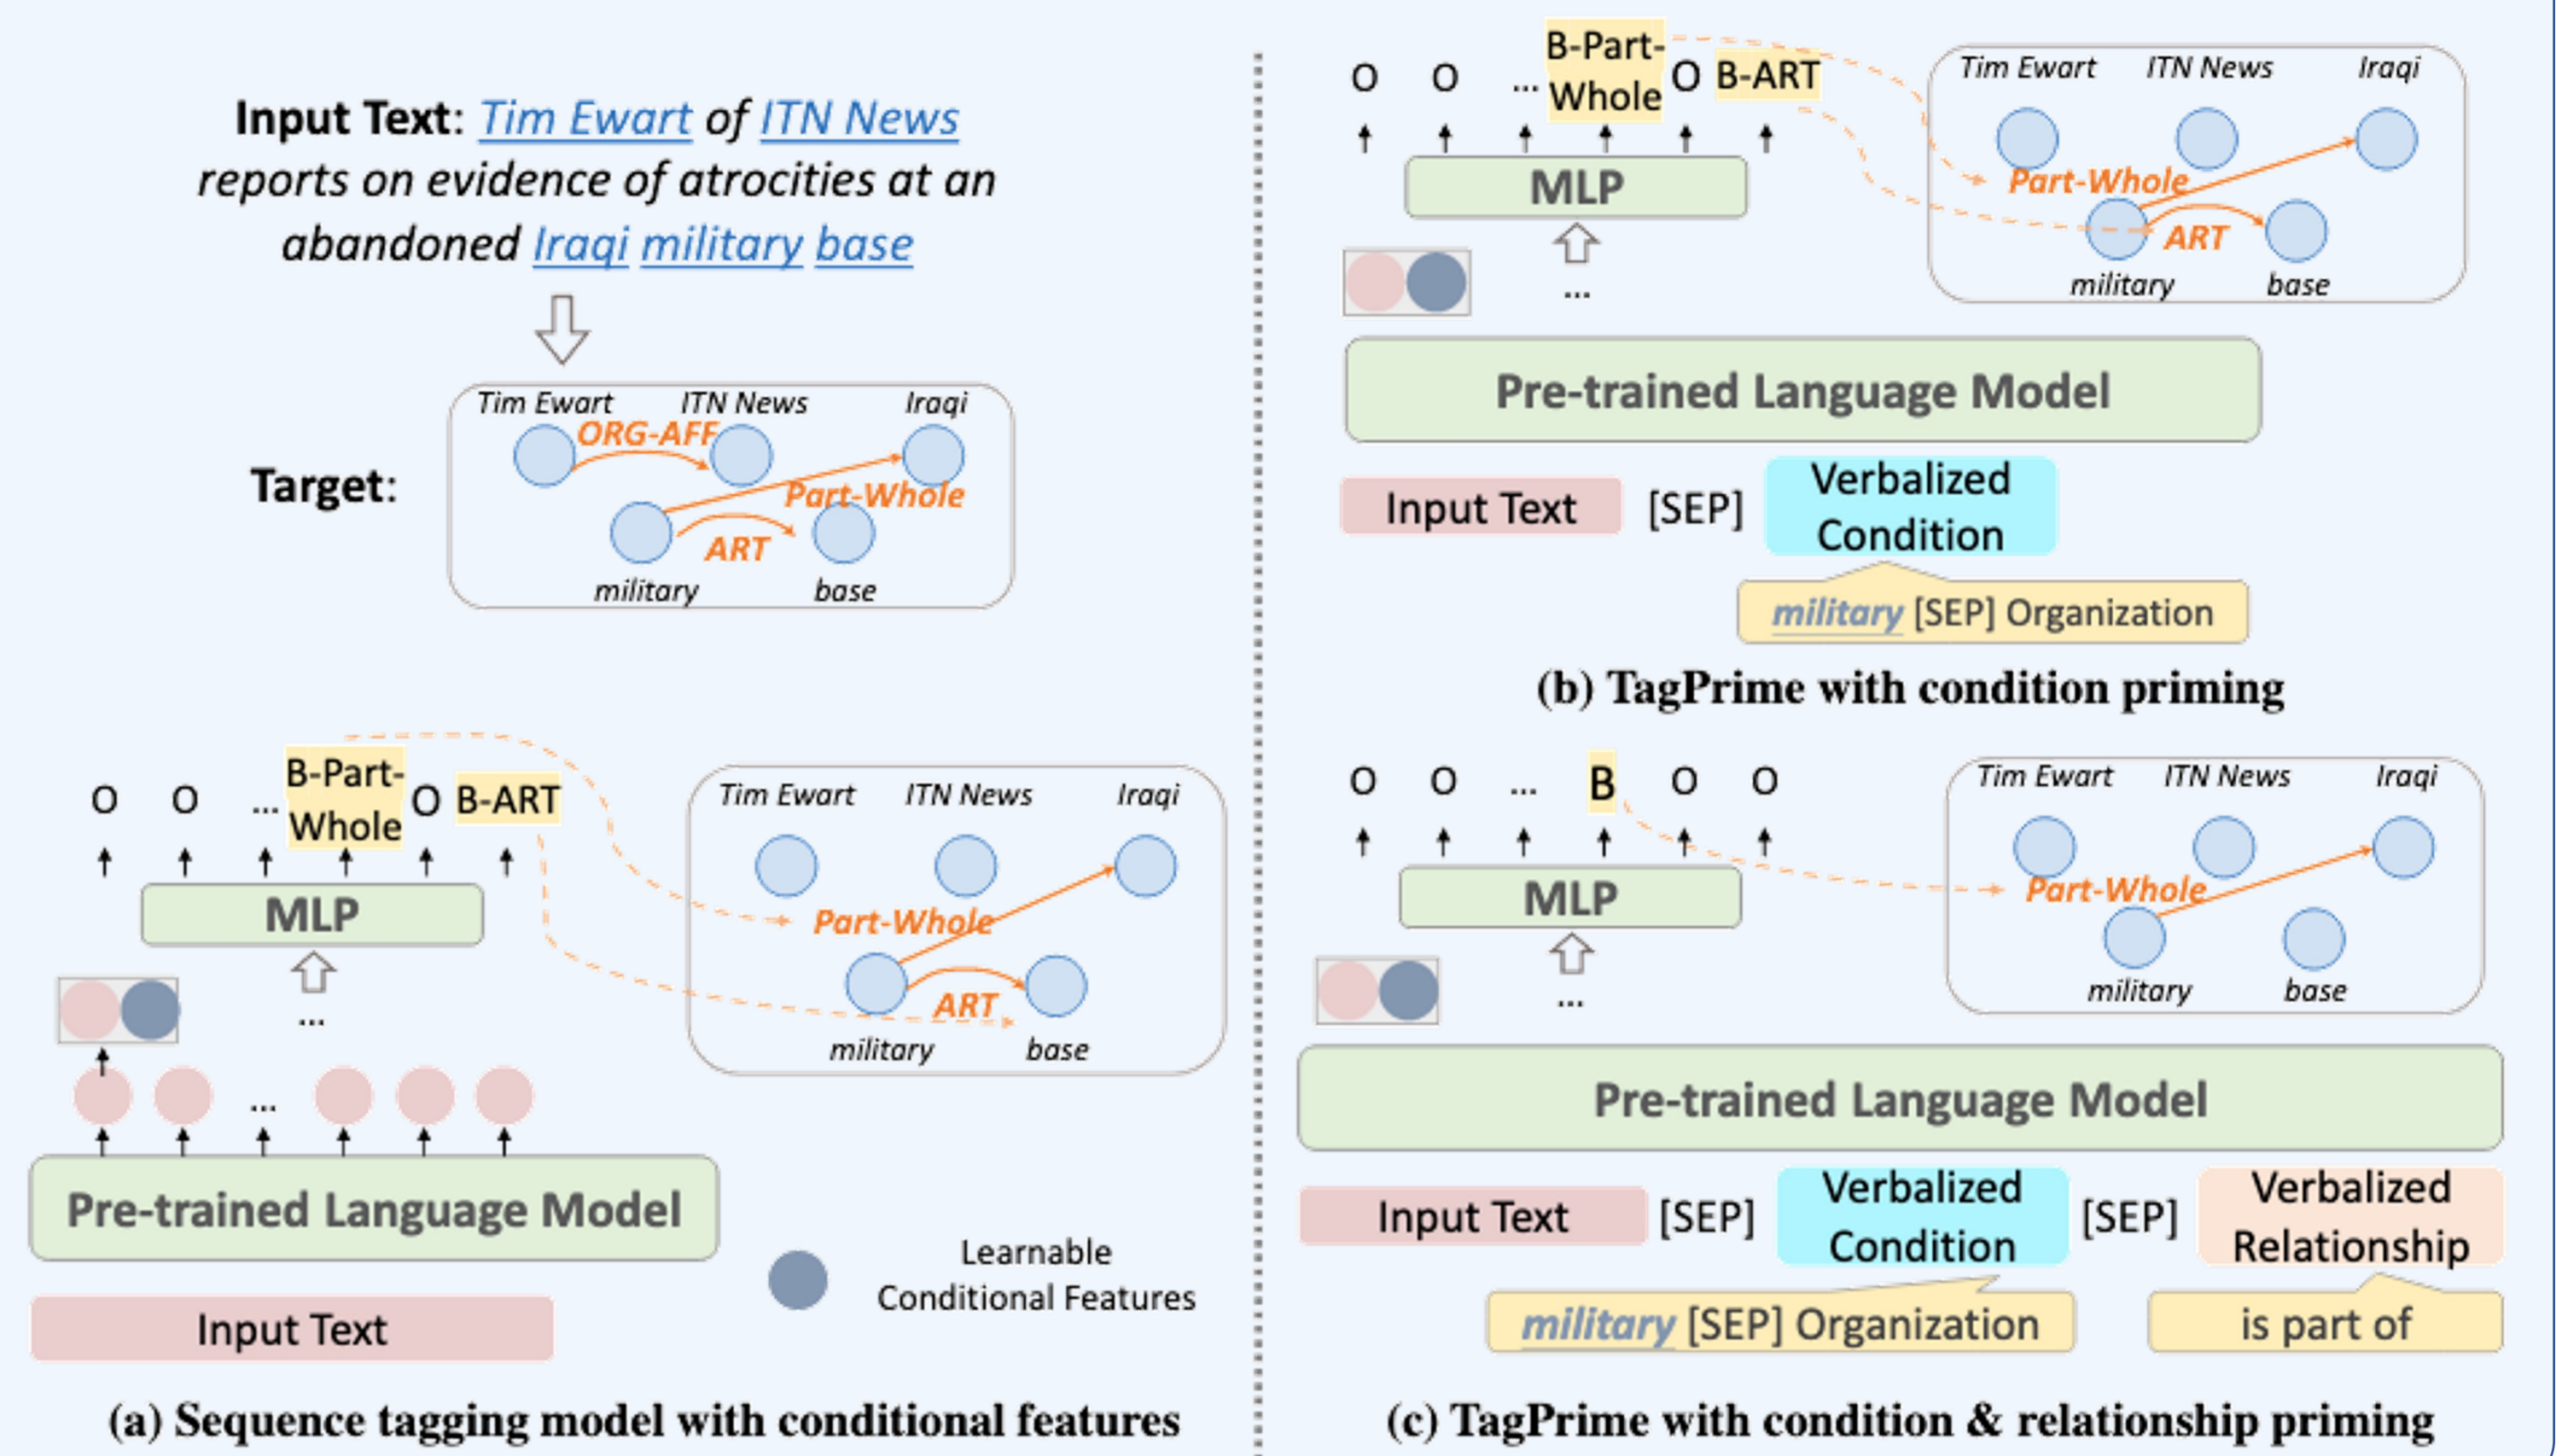 Input Text: Tim Ewart of ITN News
reports on evidence of atrocities at an
abandoned Iraqi military base
Target:
Tim Ewart ITN News Iraqi
ORG-AFF
Part-Whole
ART
military base
O O ... B-Part-
Whole O B-ART
MLP
...
...
Tim Ewart ITN News Iraqi
Part-Whole
ART
military base
Pre-trained Language Model
Learnable
Conditional Features
Input Text
(a) Sequence tagging model with conditional features
O O ... B-Part-
Whole O B-ART
MLP
...
Tim Ewart ITN News Iraqi
Part-Whole
ART
military base
Pre-trained Language Model
Input Text [SEP] Verbalized
Condition
military [SEP] Organization
(b) TagPrime with condition priming
O O ... B O O
MLP
...
Tim Ewart ITN News Iraqi
Part-Whole
military base
Pre-trained Language Model
Input Text [SEP] Verbalized
Condition [SEP] Verbalized
Relationship
military [SEP] Organization
is part of
(c) TagPrime with condition & relationship priming